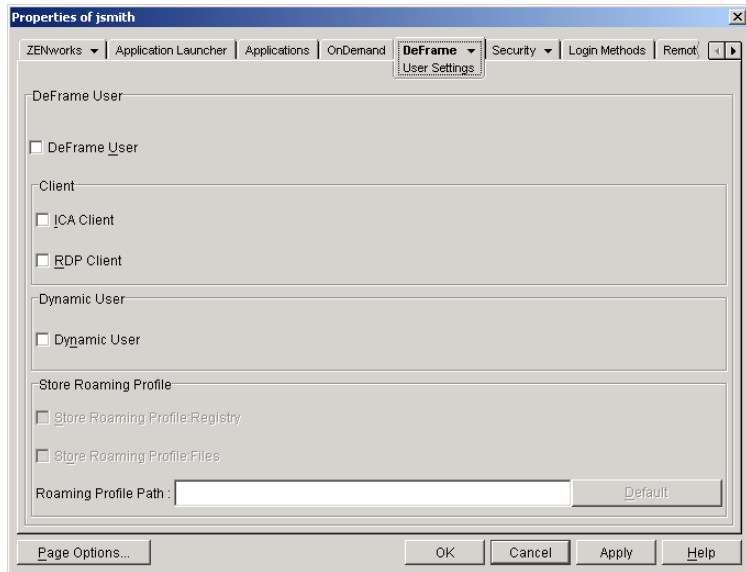 Properties of jsmith
ZENworks Application Launcher Applications OnDemand DeFrame Security Login Methods Remot
User Settings
DeFrame User
DeFrame User
Client
ICA Client
RDP Client
Dynamic User
Dynamic User
Store Roaming Profile
Store Roaming Profile:Registry
Store Roaming Profile:Files
Roaming Profile Path : Default
Page Options... OK Cancel Apply Help